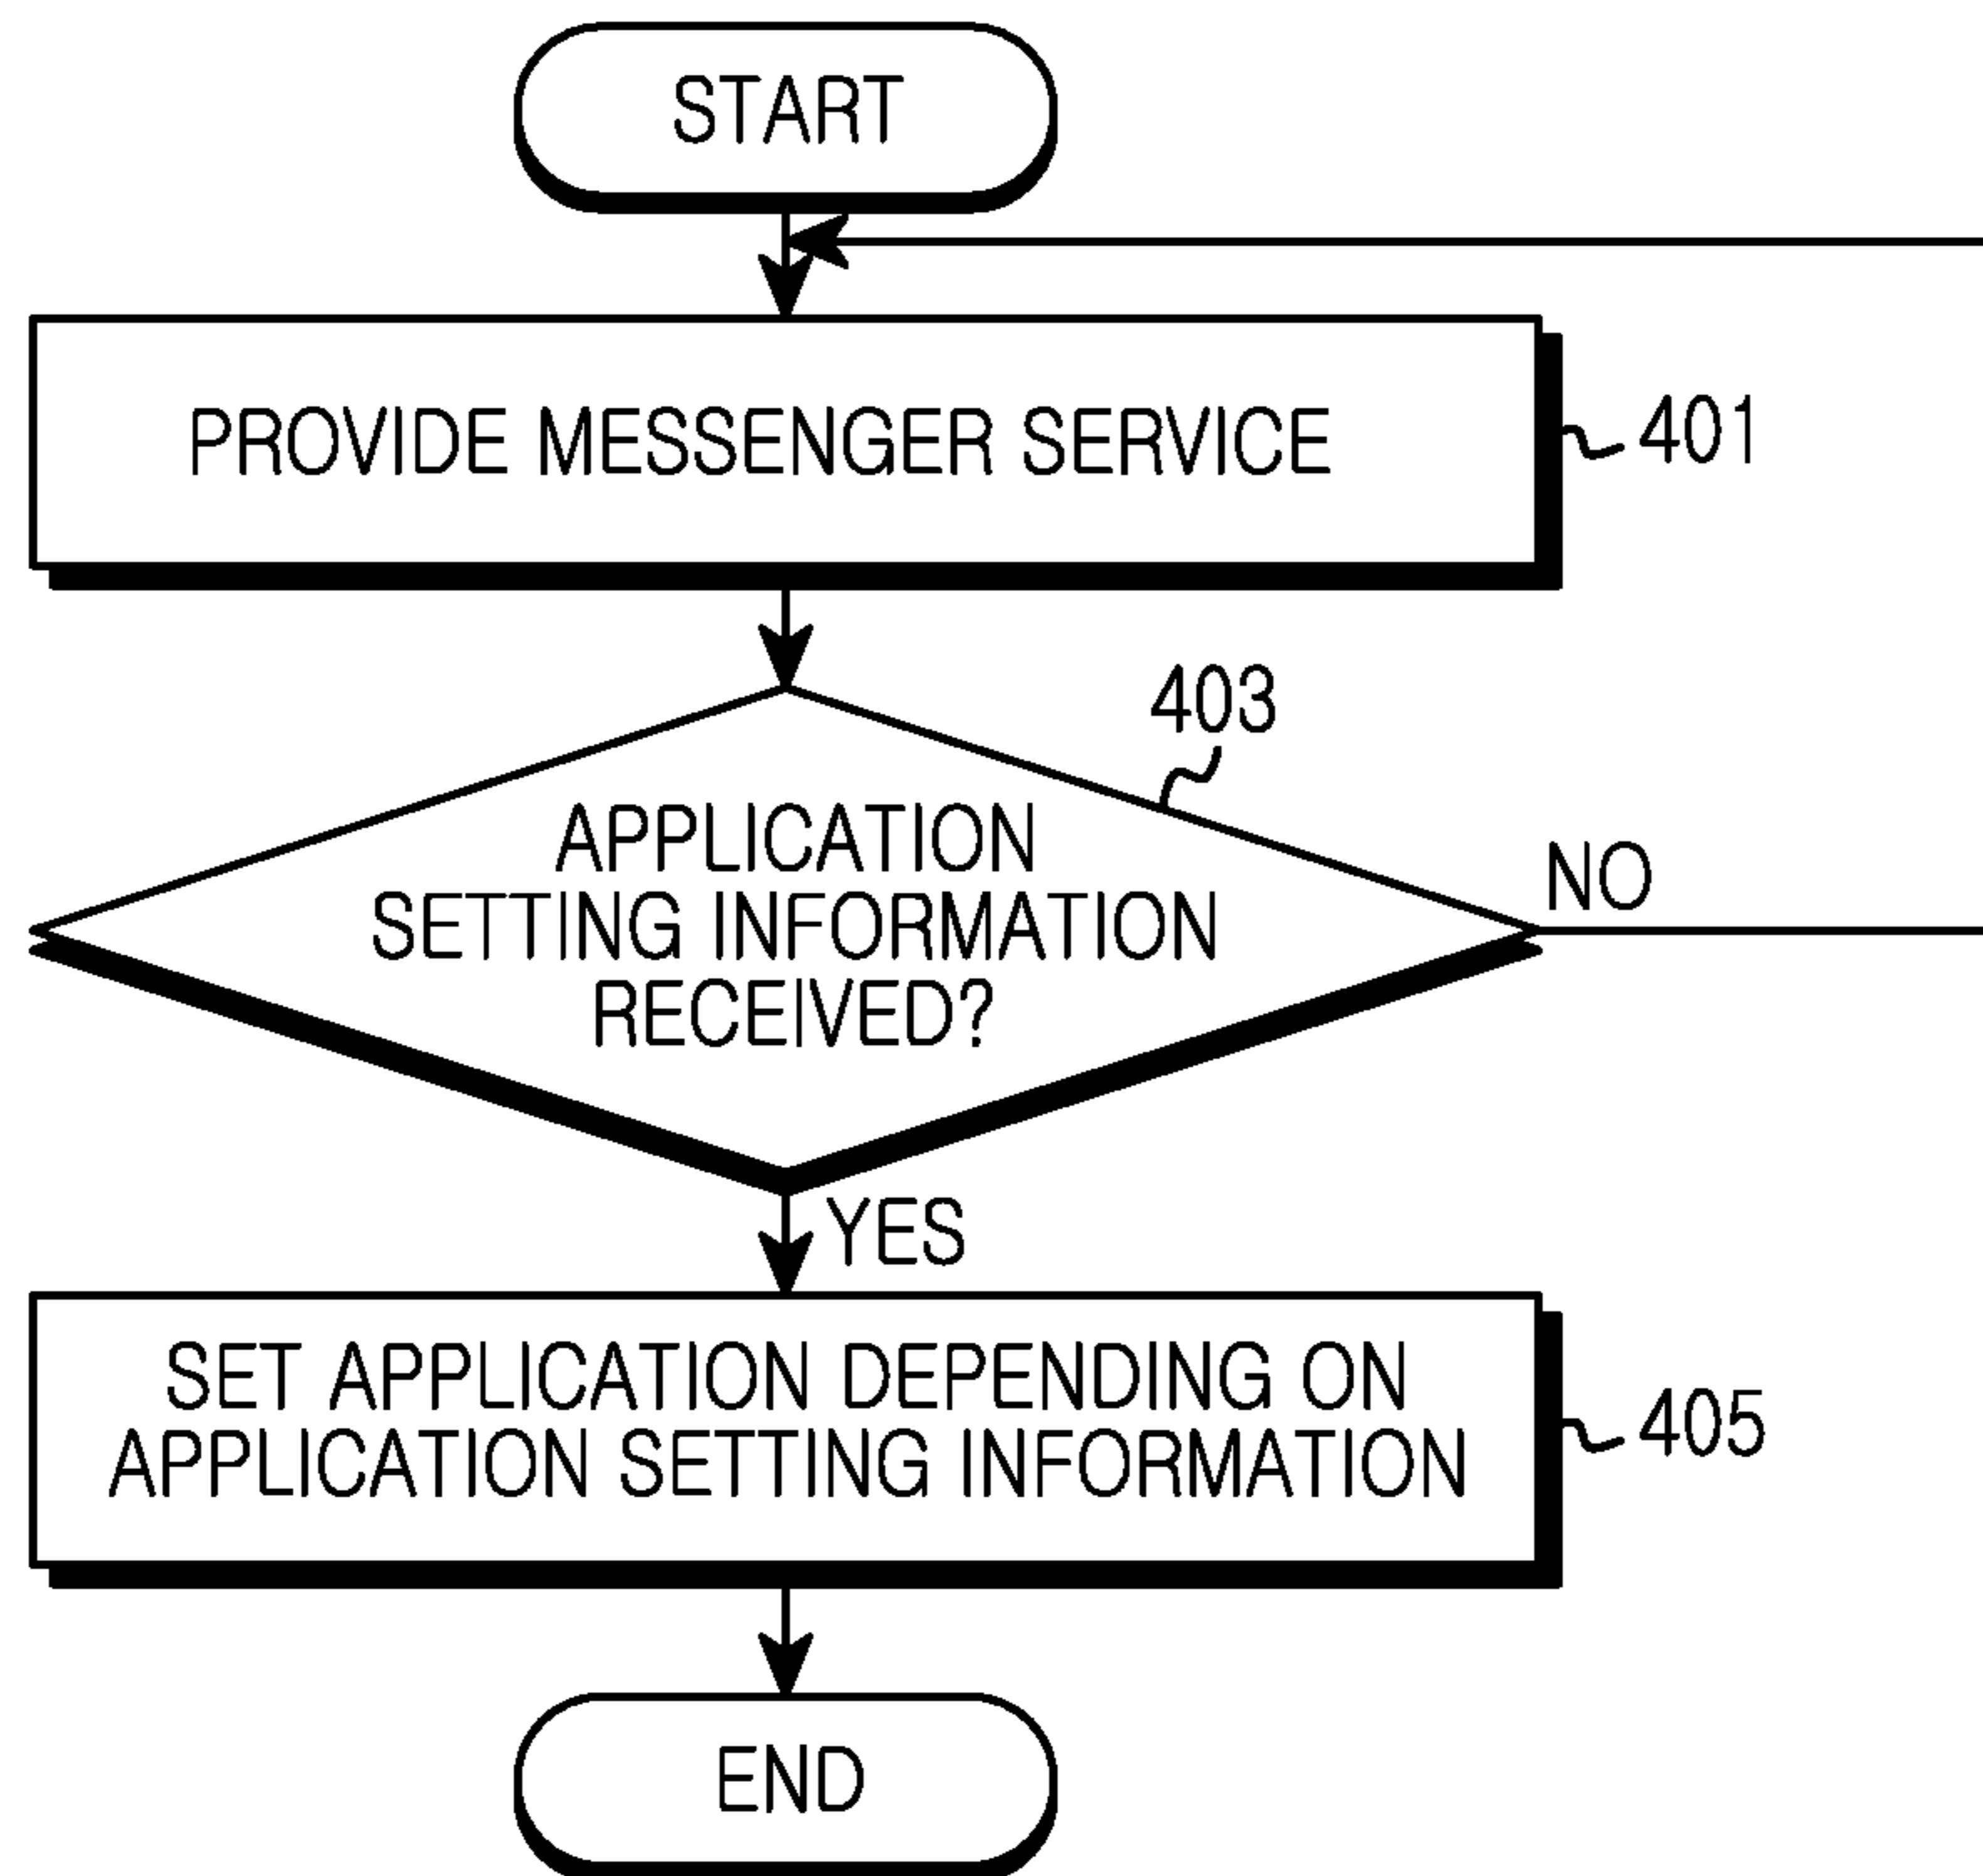 START
PROVIDE MESSENGER SERVICE
401
403
APPLICATION
SETTING INFORMATION
RECEIVED?
NO
YES
SET APPLICATION DEPENDING ON
APPLICATION SETTING INFORMATION
405
END